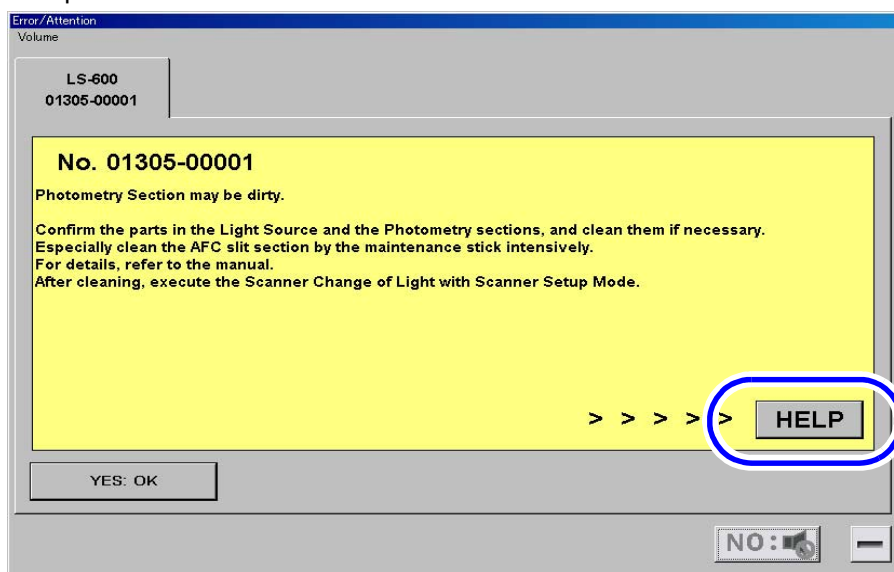 Error/Attention
Volume
LS-600
01305-00001
No. 01305-00001
Photometry Section may be dirty.
Confirm the parts in the Light Source and the Photometry sections, and clean them if necessary.
Especially clean the AFC slit section by the maintenance stick intensively.
For details, refer to the manual.
After cleaning, execute the Scanner Change of Light with Scanner Setup Mode.
> > > > > HELP
YES: OK
NO: